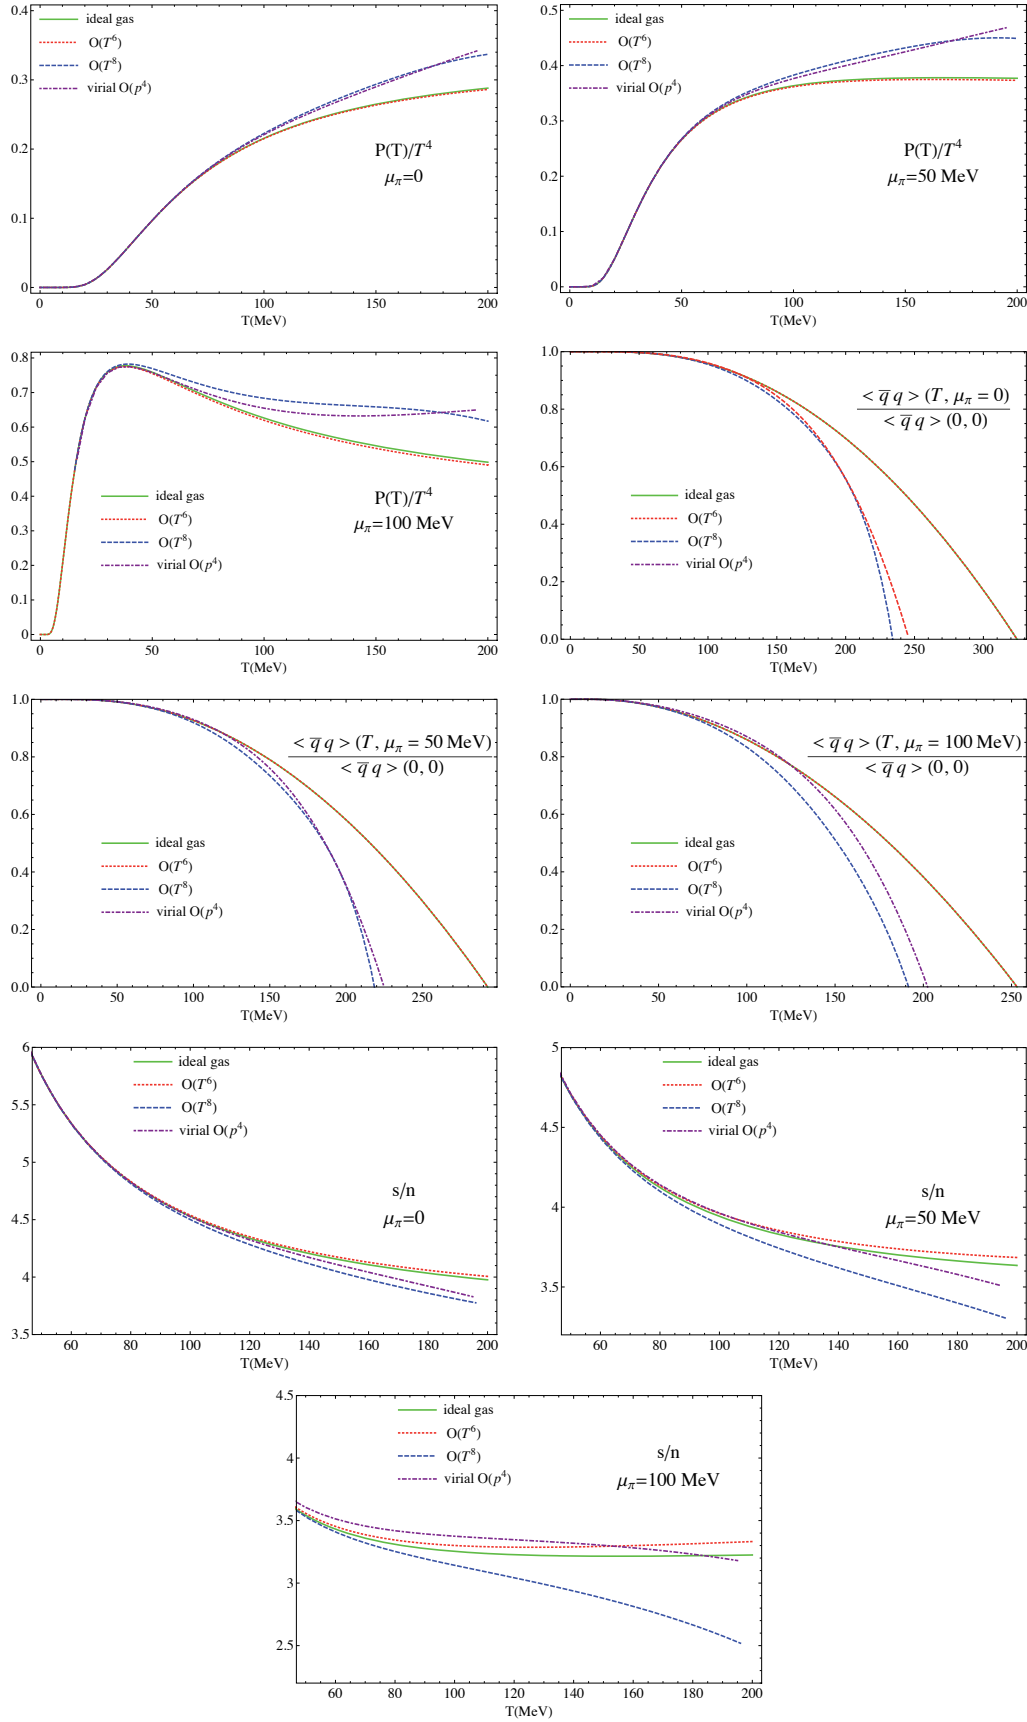 0.4
0.3
0.2
0.1
0
ideal gas
O(T⁶)
O(T⁸)
virial O(p⁴)
P(T)/T⁴
μπ=0
0 50 100 150 200
T(MeV)
0.5
0.4
0.3
0.2
0.1
0
ideal gas
O(T⁶)
O(T⁸)
virial O(p⁴)
P(T)/T⁴
μπ=50 MeV
0 50 100 150 200
T(MeV)
0.8
0.7
0.6
0.5
0.4
0.3
0.2
0.1
0
ideal gas
O(T⁶)
O(T⁸)
virial O(p⁴)
P(T)/T⁴
μπ=100 MeV
0 50 100 150 200
T(MeV)
1.0
0.8
0.6
0.4
0.2
0.0
< q̅ q > (T, μπ = 0)
< q̅ q > (0, 0)
ideal gas
O(T⁶)
O(T⁸)
virial O(p⁴)
0 50 100 150 200 250 300
T(MeV)
1.0
0.8
0.6
0.4
0.2
0.0
< q̅ q > (T, μπ = 50 MeV)
< q̅ q > (0, 0)
ideal gas
O(T⁶)
O(T⁸)
virial O(p⁴)
0 50 100 150 200 250
T(MeV)
1.0
0.8
0.6
0.4
0.2
0.0
< q̅ q > (T, μπ = 100 MeV)
< q̅ q > (0, 0)
ideal gas
O(T⁶)
O(T⁸)
virial O(p⁴)
0 50 100 150 200 250
T(MeV)
6
5.5
5
4.5
4
3.5
ideal gas
O(T⁶)
O(T⁸)
virial O(p⁴)
s/n
μπ=0
60 80 100 120 140 160 180 200
T(MeV)
5
4.5
4
3.5
ideal gas
O(T⁶)
O(T⁸)
virial O(p⁴)
s/n
μπ=50 MeV
60 80 100 120 140 160 180 200
T(MeV)
4.5
4
3.5
3
2.5
ideal gas
O(T⁶)
O(T⁸)
virial O(p⁴)
s/n
μπ=100 MeV
60 80 100 120 140 160 180 200
T(MeV)